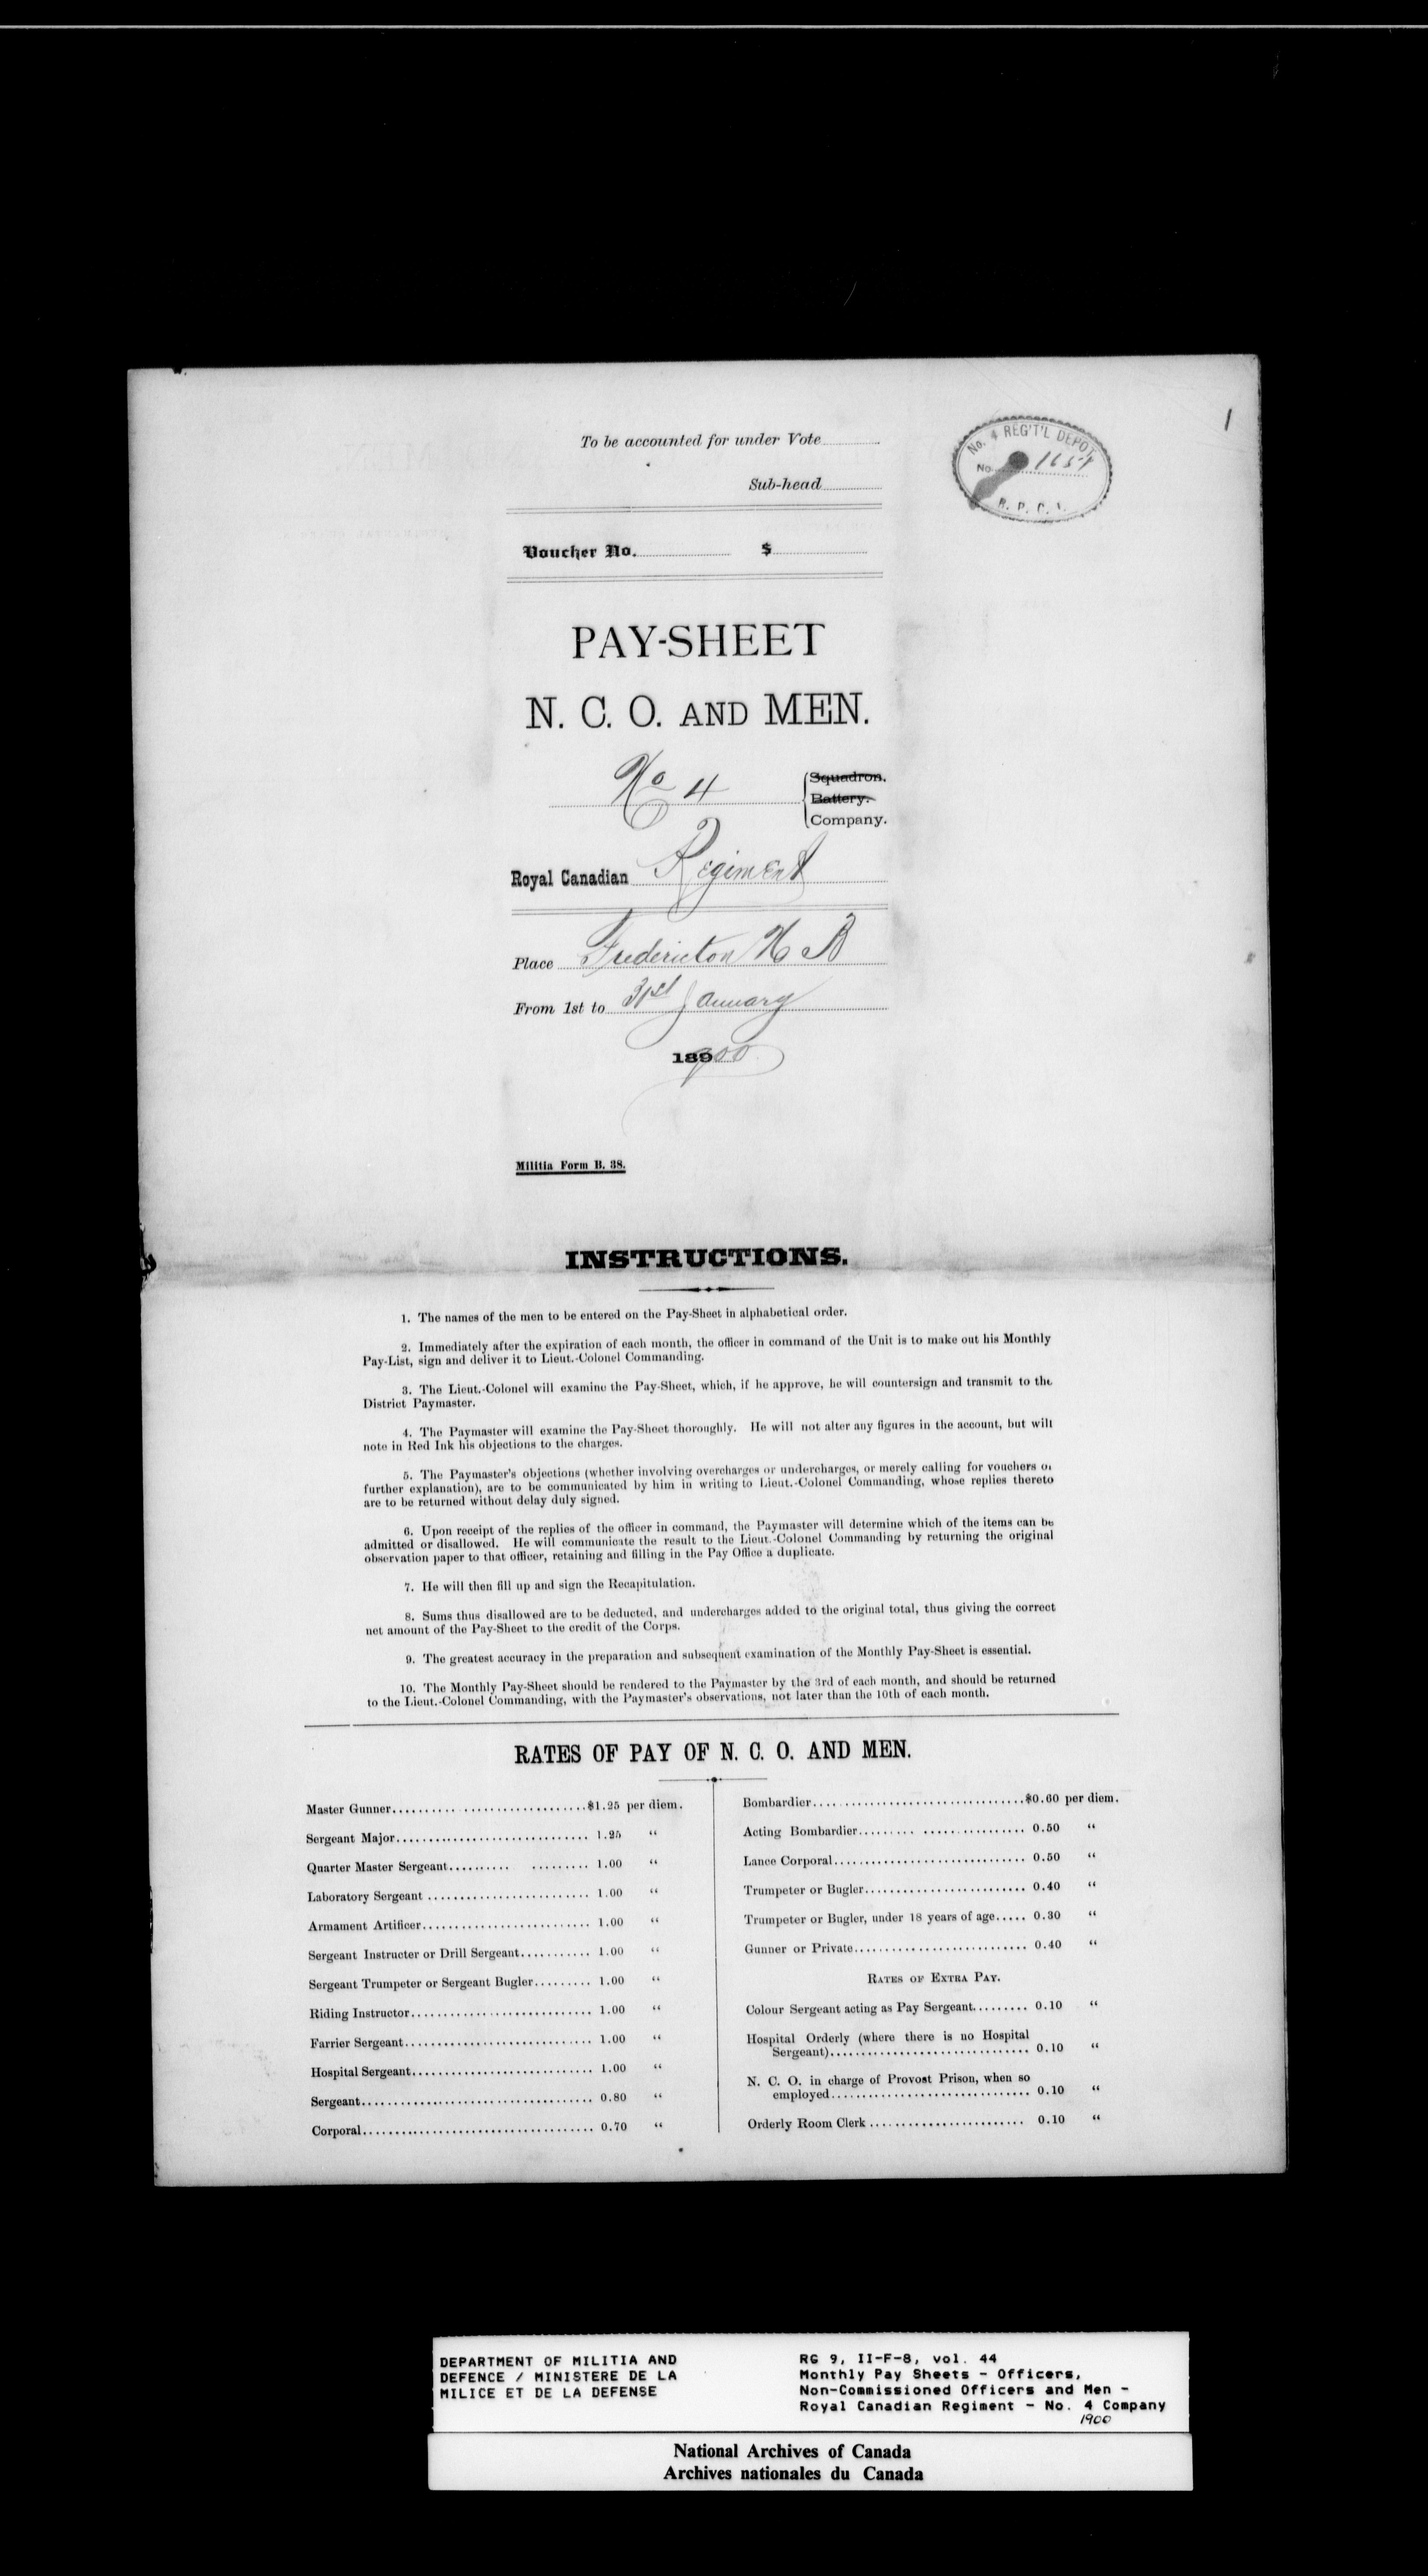 1
To be accounted for under Vote
Sub-head
No. 4 REG'T'L DEPOT
No. 1654
R. P. C. I.
Voucher No. $
PAY-SHEET
N. C. O. AND MEN.
No 4
Squadron.
Battery.
Company.
Royal Canadian Regiment
Place Fredericton N B
From 1st to 31st January
189 900
Militia Form B. 38.
INSTRUCTIONS.
1. The names of the men to be entered on the Pay-Sheet in alphabetical order.
2. Immediately after the expiration of each month, the officer in command of the Unit is to make out his Monthly
Pay-List, sign and deliver it to Lieut.-Colonel Commanding.
3. The Lieut.-Colonel will examine the Pay-Sheet, which, if he approve, he will countersign and transmit to the
District Paymaster.
4. The Paymaster will examine the Pay-Sheet thoroughly. He will not alter any figures in the account, but will
note in Red Ink his objections to the charges.
5. The Paymaster's objections (whether involving overcharges or undercharges, or merely calling for vouchers or
further explanation), are to be communicated by him in writing to Lieut.-Colonel Commanding, whose replies thereto
are to be returned without delay duly signed.
6. Upon receipt of the replies of the officer in command, the Paymaster will determine which of the items can be
admitted or disallowed. He will communicate the result to the Lieut.-Colonel Commanding by returning the original
observation paper to that officer, retaining and filling in the Pay Office a duplicate.
7. He will then fill up and sign the Recapitulation.
8. Sums thus disallowed are to be deducted, and undercharges added to the original total, thus giving the correct
net amount of the Pay-Sheet to the credit of the Corps.
9. The greatest accuracy in the preparation and subsequent examination of the Monthly Pay-Sheet is essential.
10. The Monthly Pay-Sheet should be rendered to the Paymaster by the 3rd of each month, and should be returned
to the Lieut.-Colonel Commanding, with the Paymaster's observations, not later than the 10th of each month.
RATES OF PAY OF N. C. O. AND MEN.
Master Gunner $1.25 per diem.
Sergeant Major 1.25 "
Quarter Master Sergeant 1.00 "
Laboratory Sergeant 1.00 "
Armament Artificer 1.00 "
Sergeant Instructer or Drill Sergeant 1.00 "
Sergeant Trumpeter or Sergeant Bugler 1.00 "
Riding Instructor 1.00 "
Farrier Sergeant 1.00 "
Hospital Sergeant 1.00 "
Sergeant 0.80 "
Corporal 0.70 "
Bombardier $0.60 per diem.
Acting Bombardier 0.50 "
Lance Corporal 0.50 "
Trumpeter or Bugler 0.40 "
Trumpeter or Bugler, under 18 years of age 0.30 "
Gunner or Private 0.40 "
RATES OF EXTRA PAY.
Colour Sergeant acting as Pay Sergeant 0.10 "
Hospital Orderly (where there is no Hospital
Sergeant) 0.10 "
N. C. O. in charge of Provost Prison, when so
employed 0.10 "
Orderly Room Clerk 0.10 "
DEPARTMENT OF MILITIA AND
DEFENCE / MINISTERE DE LA
MILICE ET DE LA DEFENSE
RG 9, II-F-8, vol. 44
Monthly Pay Sheets - Officers,
Non-Commissioned Officers and Men -
Royal Canadian Regiment - No. 4 Company
1900
National Archives of Canada
Archives nationales du Canada